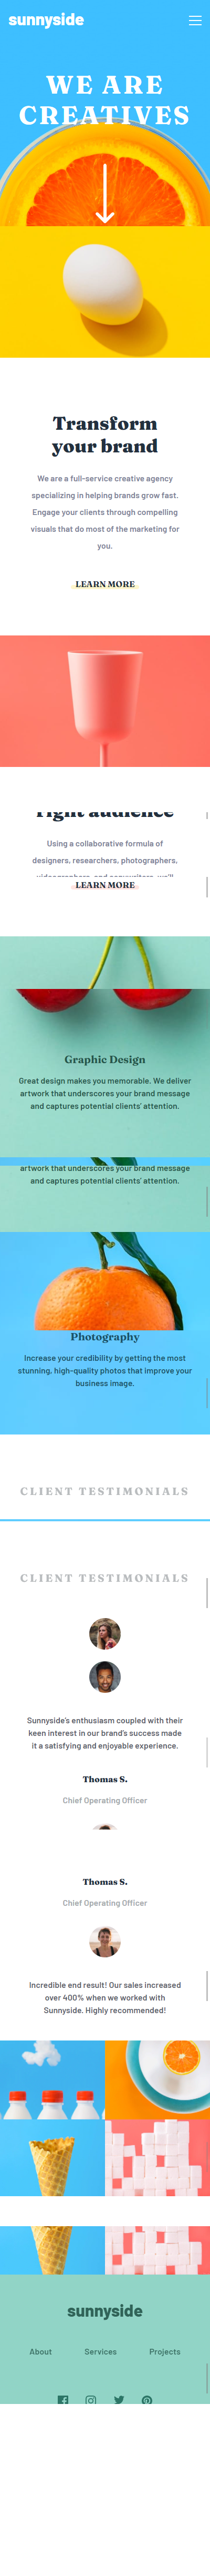 sunnyside
WE ARE
CREATIVES
Transform
your brand
We are a full-service creative agency
specializing in helping brands grow fast.
Engage your clients through compelling
visuals that do most of the marketing for
you.
LEARN MORE
right audience
Using a collaborative formula of
designers, researchers, photographers,
videographers, and copywriters, we'll
LEARN MORE
Graphic Design
Great design makes you memorable. We deliver
artwork that underscores your brand message
and captures potential clients' attention.
artwork that underscores your brand message
and captures potential clients' attention.
Photography
Increase your credibility by getting the most
stunning, high-quality photos that improve your
business image.
CLIENT TESTIMONIALS
CLIENT TESTIMONIALS
Sunnyside's enthusiasm coupled with their
keen interest in our brand's success made
it a satisfying and enjoyable experience.
Thomas S.
Chief Operating Officer
Thomas S.
Chief Operating Officer
Incredible end result! Our sales increased
over 400% when we worked with
Sunnyside. Highly recommended!
sunnyside
About Services Projects